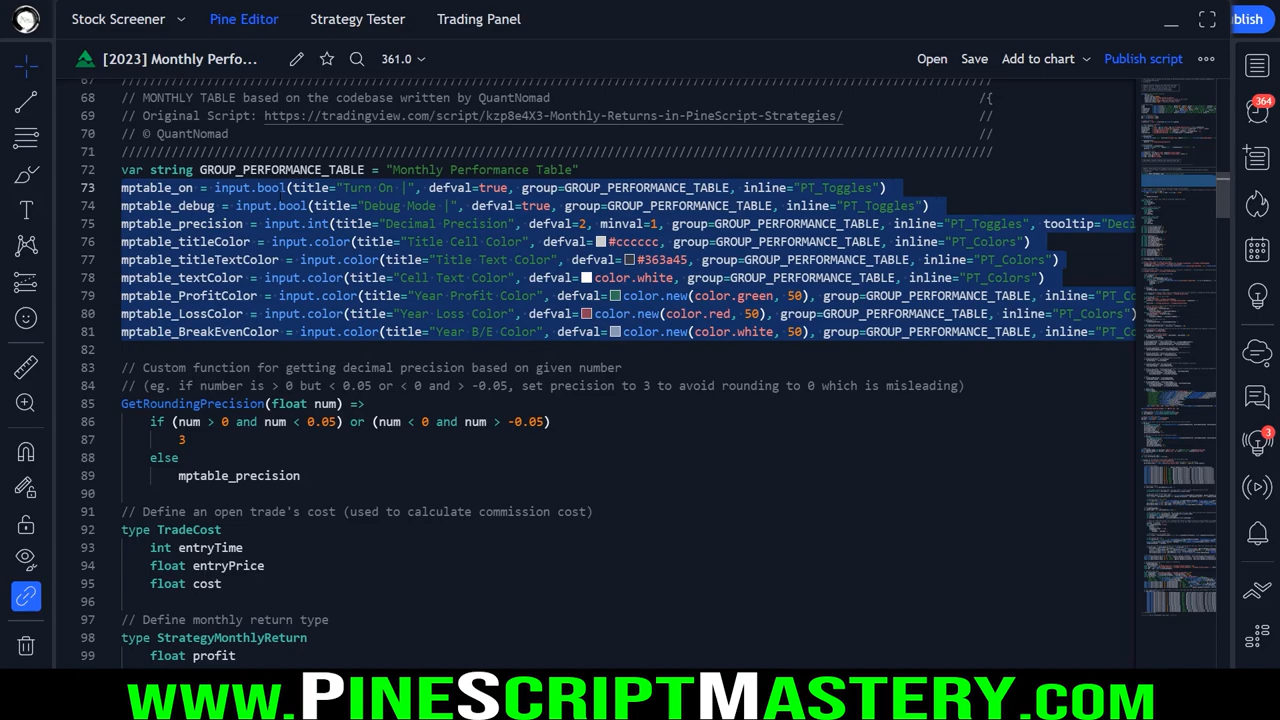 Stock Screener Pine Editor Strategy Tester Trading Panel
blish
[2023] Monthly Perfo... 361.0 Open Save Add to chart Publish script
364
3
67 ////////////////////////////////////////////////////////////////////////
68 // MONTHLY TABLE based on the codebase written by QuantNomad /{
69 // Original Script: //
70 // © QuantNomad //
71 ////////////////////////////////////////////////////////////////////////
72 var string GROUP_PERFORMANCE_TABLE = "Monthly Performance Table"
73 mptable_on = input.bool(title="Turn On |", defval=true, group=GROUP_PERFORMANCE_TABLE, inline="PT_Toggles")
74 mptable_debug = input.bool(title="Debug Mode |", defval=true, group=GROUP_PERFORMANCE_TABLE, inline="PT_Toggles")
75 mptable_precision = input.int(title="Decimal Precision", defval=2, minval=1, group=GROUP_PERFORMANCE_TABLE, inline="PT_Toggles", tooltip="Deci
76 mptable_titleColor = input.color(title="Title Cell Color", defval=#cccccc, group=GROUP_PERFORMANCE_TABLE, inline="PT_Colors")
77 mptable_titleTextColor = input.color(title="Title Text Color", defval=#363a45, group=GROUP_PERFORMANCE_TABLE, inline="PT_Colors")
78 mptable_textColor = input.color(title="Cell Text Color", defval=color.white, group=GROUP_PERFORMANCE_TABLE, inline="PT_Colors")
79 mptable_ProfitColor = input.color(title="Year Profit Color", defval=color.new(color.green, 50), group=GROUP_PERFORMANCE_TABLE, inline="PT_Co
80 mptable_LossColor = input.color(title="Year Loss Color", defval=color.new(color.red, 50), group=GROUP_PERFORMANCE_TABLE, inline="PT_Colors")
81 mptable_BreakEvenColor = input.color(title="Year B/E Color", defval=color.new(color.white, 50), group=GROUP_PERFORMANCE_TABLE, inline="PT_C
82
83 // Custom function for getting decimal precision based on given number
84 // (eg. if number is > 0 but < 0.05 or < 0 and > -0.05, set precision to 3 to avoid rounding to 0 which is misleading)
85 GetRoundingPrecision(float num) =>
86 if (num > 0 and num < 0.05) or (num < 0 and num > -0.05)
87 3
88 else
89 mptable_precision
90
91 // Define an open trade's cost (used to calculate commission cost)
92 type TradeCost
93 int entryTime
94 float entryPrice
95 float cost
96
97 // Define monthly return type
98 type StrategyMonthlyReturn
99 float profit
www.PineScriptMastery.com